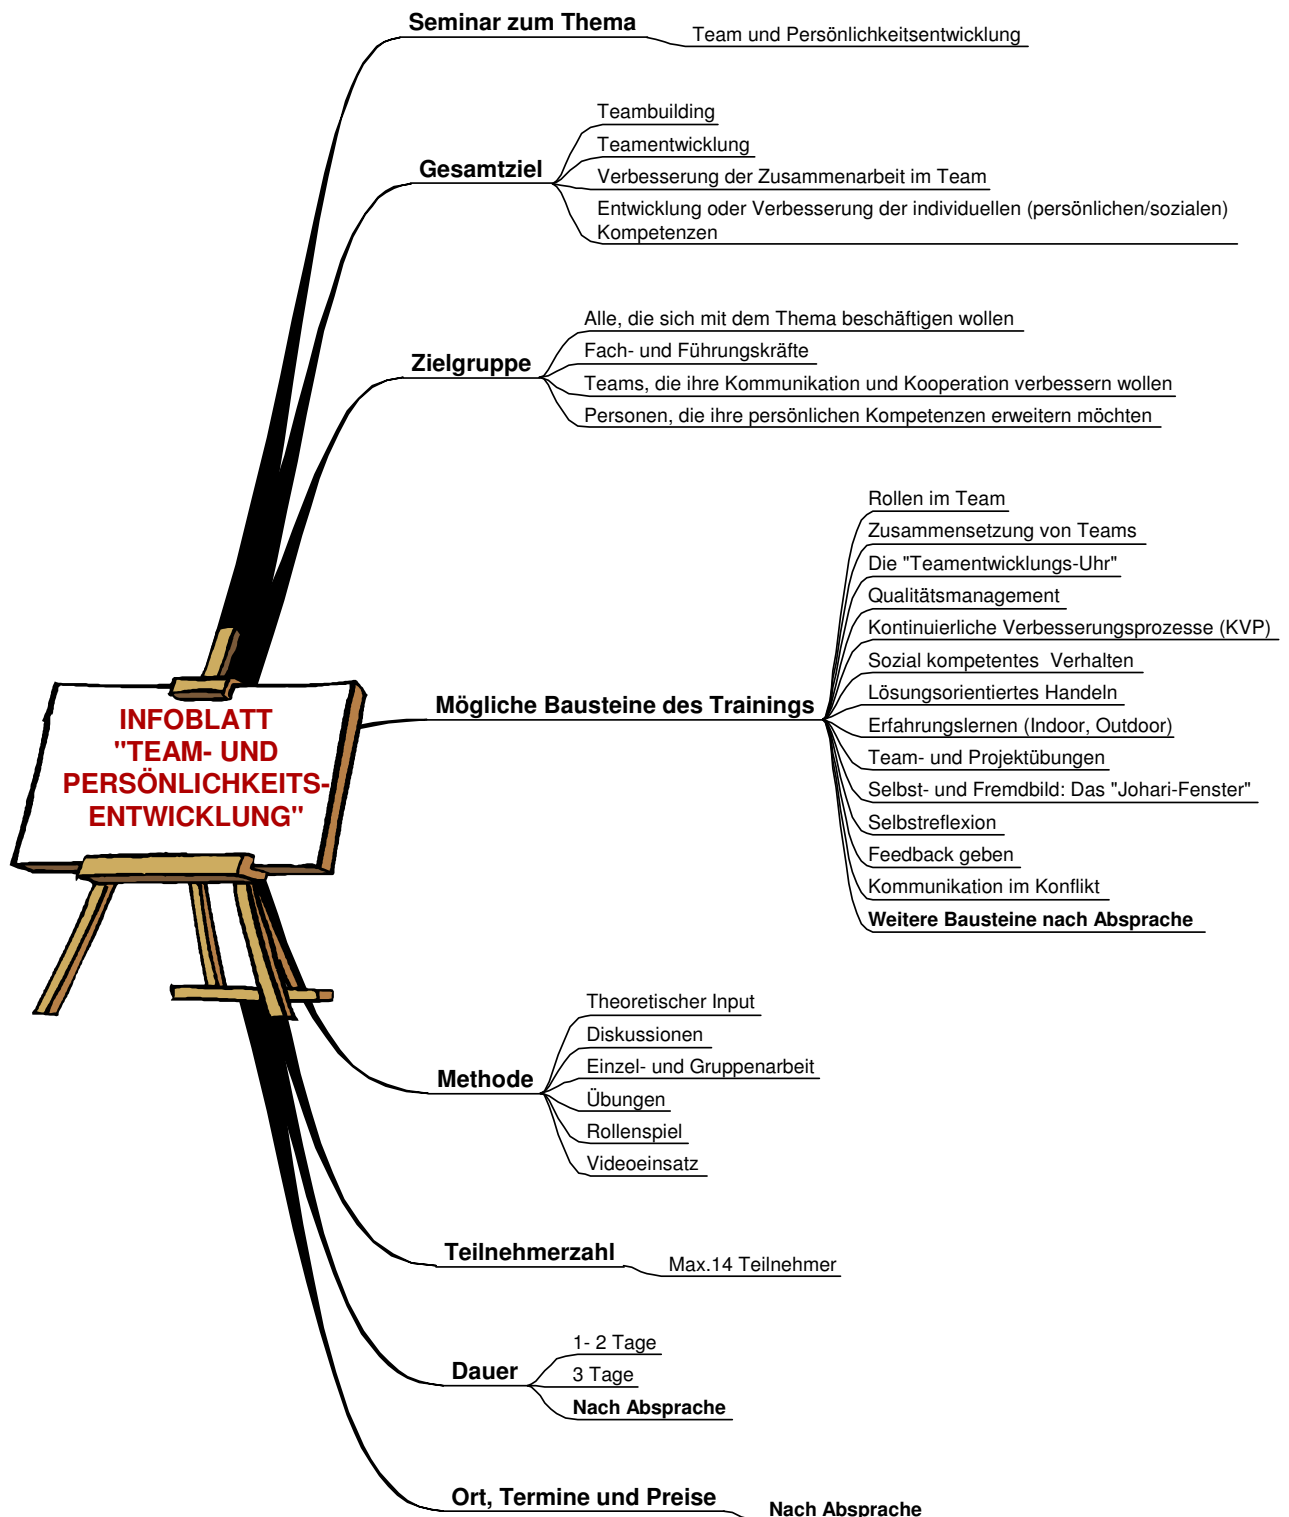 Seminar zum Thema
Team und Persönlichkeitsentwicklung
Gesamtziel
Teambuilding
Teamentwicklung
Verbesserung der Zusammenarbeit im Team
Entwicklung oder Verbesserung der individuellen (persönlichen/sozialen)
Kompetenzen
Zielgruppe
Alle, die sich mit dem Thema beschäftigen wollen
Fach- und Führungskräfte
Teams, die ihre Kommunikation und Kooperation verbessern wollen
Personen, die ihre persönlichen Kompetenzen erweitern möchten
INFOBLATT
"TEAM- UND
PERSÖNLICHKEITS-
ENTWICKLUNG"
Mögliche Bausteine des Trainings
Rollen im Team
Zusammensetzung von Teams
Die "Teamentwicklungs-Uhr"
Qualitätsmanagement
Kontinuierliche Verbesserungsprozesse (KVP)
Sozial kompetentes  Verhalten
Lösungsorientiertes Handeln
Erfahrungslernen (Indoor, Outdoor)
Team- und Projektübungen
Selbst- und Fremdbild: Das "Johari-Fenster"
Selbstreflexion
Feedback geben
Kommunikation im Konflikt
Weitere Bausteine nach Absprache
Methode
Theoretischer Input
Diskussionen
Einzel- und Gruppenarbeit
Übungen
Rollenspiel
Videoeinsatz
Teilnehmerzahl
Max.14 Teilnehmer
Dauer
1- 2 Tage
3 Tage
Nach Absprache
Ort, Termine und Preise
Nach Absprache